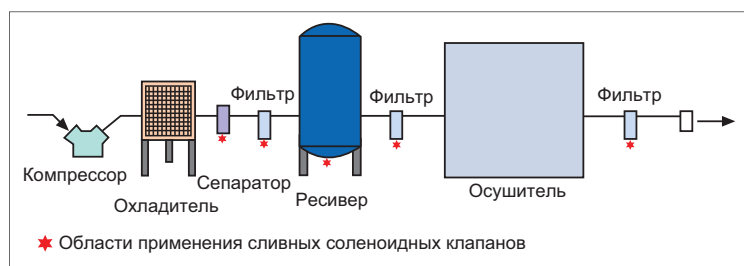 Фильтр
Фильтр
Фильтр
Компрессор
Сепаратор
Охладитель
Ресивер
Осушитель
Области применения сливных соленоидных клапанов